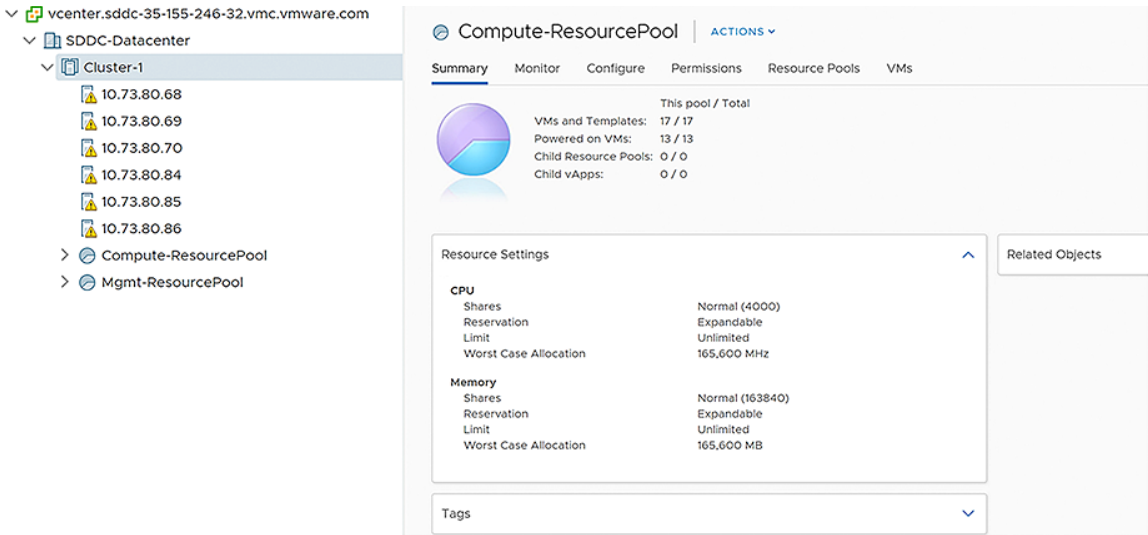 vcenter.sddc-35-155-246-32.vmc.vmware.com
SDDC-Datacenter
Cluster-1
10.73.80.68
10.73.80.69
10.73.80.70
10.73.80.84
10.73.80.85
10.73.80.86
Compute-ResourcePool
Mgmt-ResourcePool
Compute-ResourcePool ACTIONS
Summary Monitor Configure Permissions Resource Pools VMs
This pool / Total
VMs and Templates: 17 / 17
Powered on VMs: 13 / 13
Child Resource Pools: 0 / 0
Child vApps: 0 / 0
Resource Settings
CPU
Shares Normal (4000)
Reservation Expandable
Limit Unlimited
Worst Case Allocation 165,600 MHz
Memory
Shares Normal (163840)
Reservation Expandable
Limit Unlimited
Worst Case Allocation 165,600 MB
Tags
Related Objects